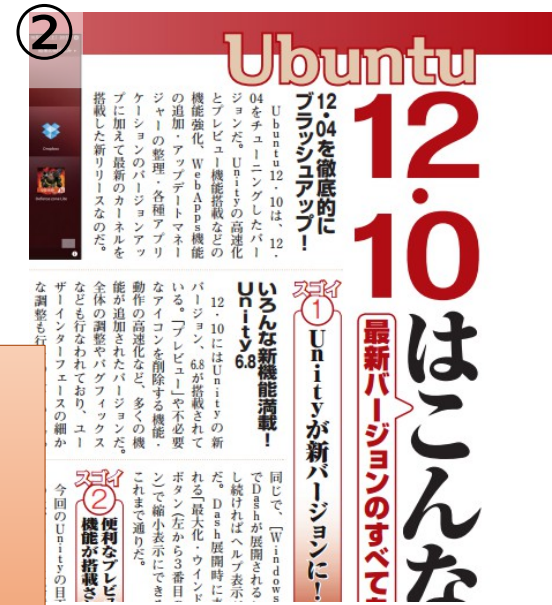 ②
Ubuntu
12・10はこんな
最新バージョンのすべてを
12・04を徹底的に
ブラッシュアップ！
Ubuntu12・10は、12・
04をチューニングしたバー
ジョンだ。Unityの高速化
とプレビュー機能搭載などの
機能強化、WebApps機能
の追加・アップデートマネー
ジャーの整理・各種アプリ
ケーションのバージョンアッ
プに加えて最新のカーネルを
搭載した新リリースなのだ。
Dropbox
スゴイ
1
Unityが新バージョンに！
いろんな新機能満載！
Unity6.8
12・10にはUnityの新
バージョン、6.8が搭載されて
いる。「プレビュー」や不必要
なアイコンを削除する機能・
動作の高速化など、多くの機
能が追加されたバージョンだ。
全体の調整やバグフィックス
なども行なわれており、ユー
ザーインターフェースの細か
な調整も行
同じで、［Windows
でDashが展開される
し続ければヘルプ表示が
だ。Dash展開時に
れる「最大化・ウインド
ボタン（左から3番目の
ン）で縮小表示にでき
これまで通りだ。
スゴイ
2
便利なプレビ
機能が搭載さ
今回のUnityの目